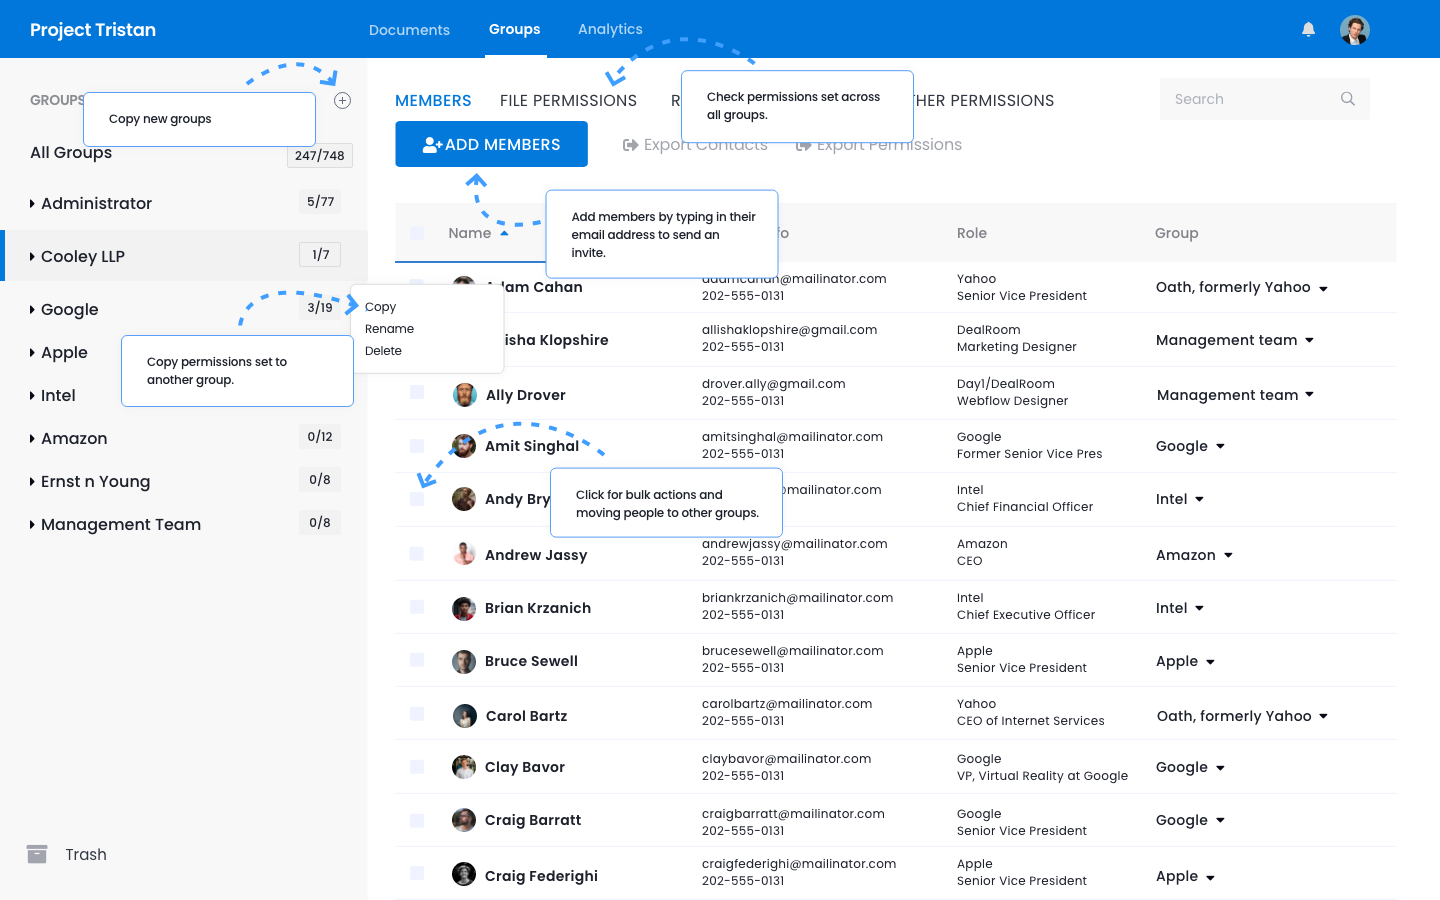 Project Tristan
Documents
Groups
Analytics
GROUPS
Copy new groups
All Groups
247/748
Administrator
5/77
Cooley LLP
1/7
Google
3/19
Apple
Intel
Copy permissions set to
another group.
Amazon
0/12
Ernst n Young
0/8
Management Team
0/8
Trash
Copy
Rename
Delete
MEMBERS
FILE PERMISSIONS
Check permissions set across
all groups.
PERMISSIONS
Search
ADD MEMBERS
Export Contacts
Export Permissions
Add members by typing in their
email address to send an
invite.
Name
Role
Group
Adam Cahan
adamcahan@mailinator.com
202-555-0131
Yahoo
Senior Vice President
Oath, formerly Yahoo
Klopshire
allishaklopshire@gmail.com
202-555-0131
DealRoom
Marketing Designer
Management team
Ally Drover
drover.ally@gmail.com
202-555-0131
Day1/DealRoom
Webflow Designer
Management team
Amit Singhal
amitsinghal@mailinator.com
202-555-0131
Google
Former Senior Vice Pres
Google
Click for bulk actions and
moving people to other groups.
Andy
mailinator.com
Intel
Chief Financial Officer
Intel
Andrew Jassy
andrewjassy@mailinator.com
202-555-0131
Amazon
CEO
Amazon
Brian Krzanich
briankrzanich@mailinator.com
202-555-0131
Intel
Chief Executive Officer
Intel
Bruce Sewell
brucesewell@mailinator.com
202-555-0131
Apple
Senior Vice President
Apple
Carol Bartz
carolbartz@mailinator.com
202-555-0131
Yahoo
CEO of Internet Services
Oath, formerly Yahoo
Clay Bavor
claybavor@mailinator.com
202-555-0131
Google
VP, Virtual Reality at Google
Google
Craig Barratt
craigbarratt@mailinator.com
202-555-0131
Google
Senior Vice President
Google
Craig Federighi
craigfederighi@mailinator.com
202-555-0131
Apple
Senior Vice President
Apple